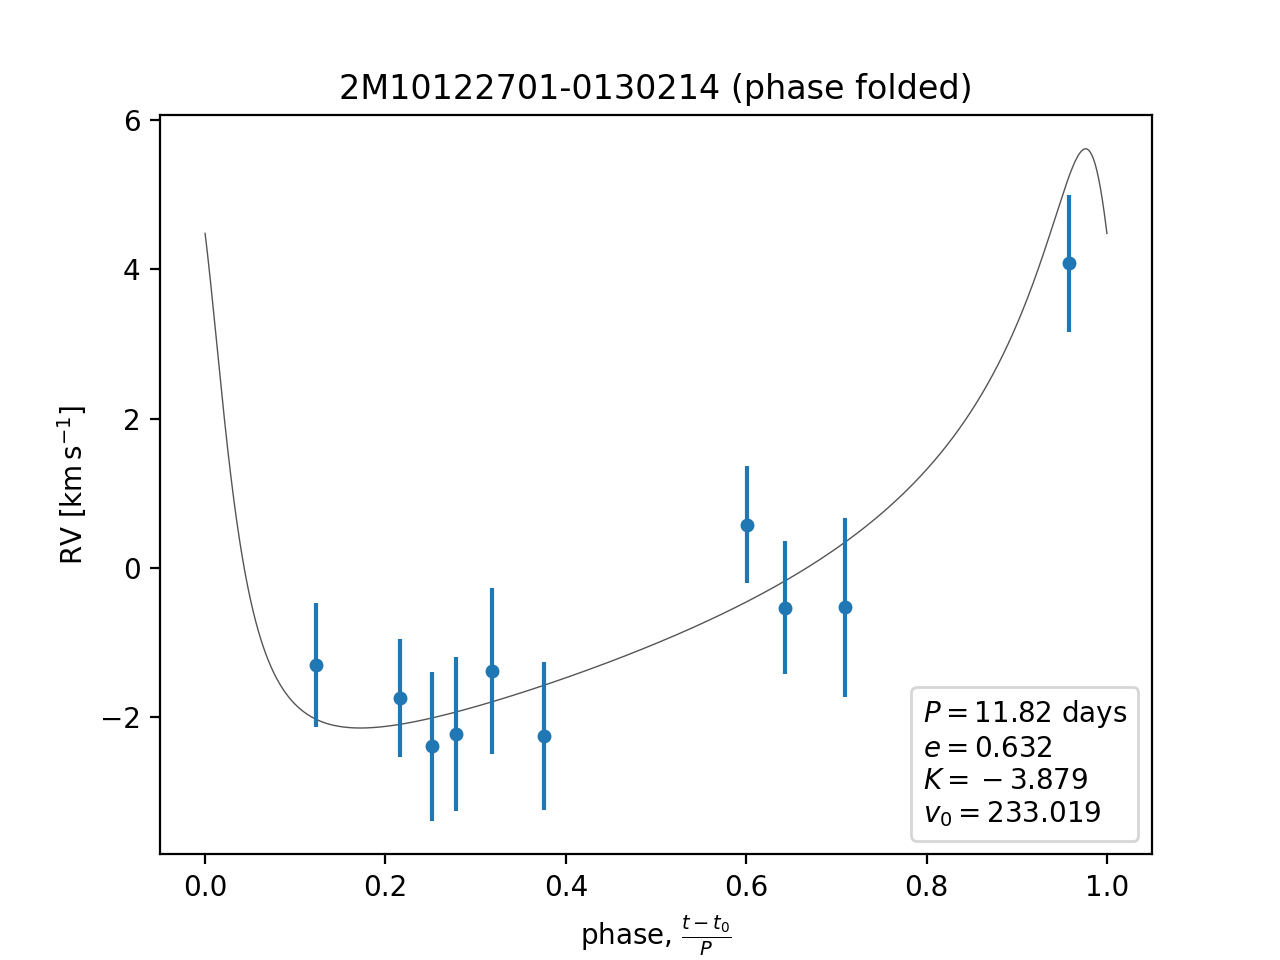 2M10122701-0130214 (phase folded)
6
4
2
0
−2
RV [km s⁻¹]
P = 11.82 days
e = 0.632
K = −3.879
v₀ = 233.019
0.0 0.2 0.4 0.6 0.8 1.0
phase, (t − t₀)/P